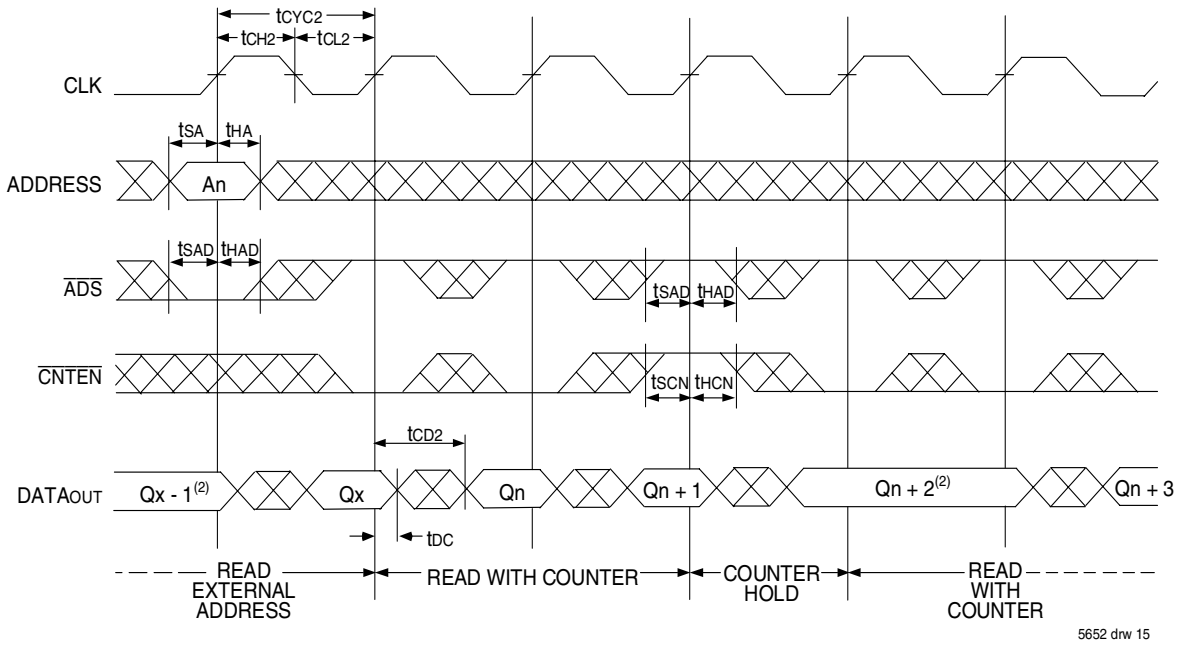 tCYC2
tCH2 tCL2
CLK
tSA tHA
ADDRESS An
tSAD tHAD
ADS
tSAD tHAD
CNTEN
tSCN tHCN
tCD2
DATAOUT Qx - 1(2) Qx Qn Qn + 1 Qn + 2(2) Qn + 3
tDC
READ
EXTERNAL
ADDRESS
READ WITH COUNTER
COUNTER
HOLD
READ
WITH
COUNTER
5652 drw 15